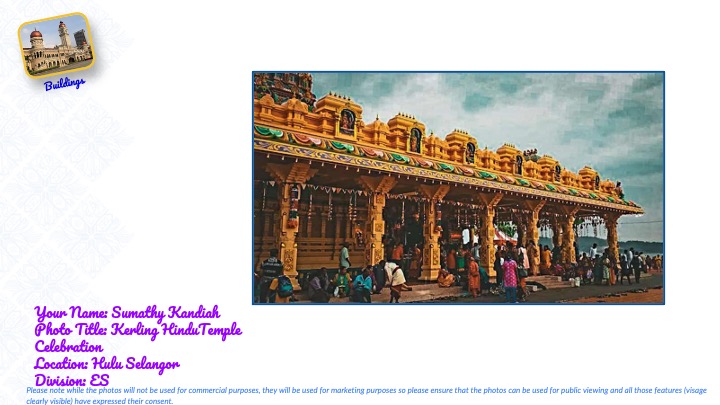 Buildings
Your Name: Sumathy Kandiah
Photo Title: Kerling HinduTemple
Celebration
Location: Hulu Selangor
Division: ES
Please note while the photos will not be used for commercial purposes, they will be used for marketing purposes so please ensure that the photos can be used for public viewing and all those features (visage
clearly visible) have expressed their consent.